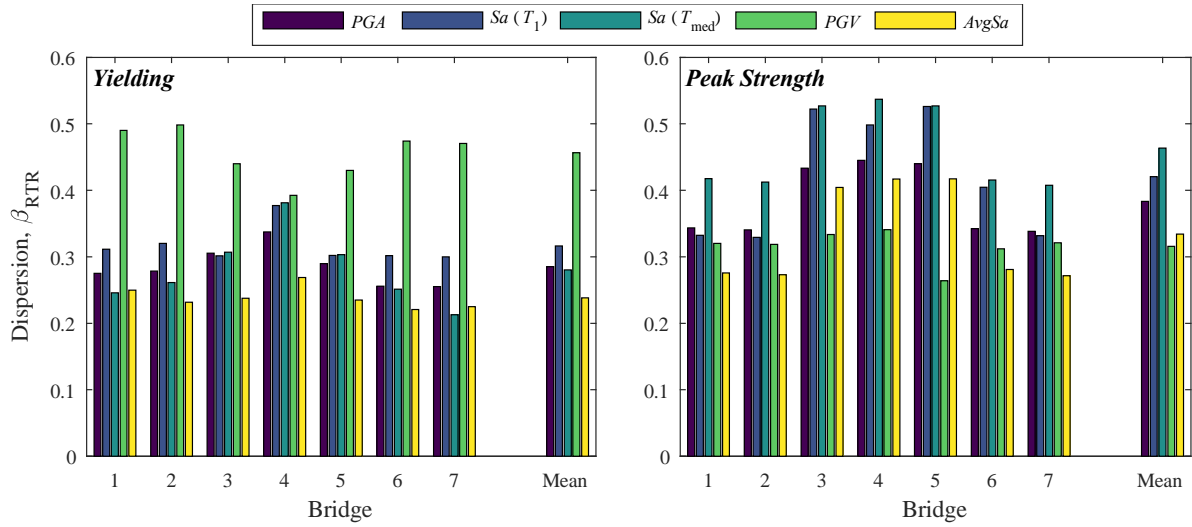 PGA Sa (T1) Sa (Tmed) PGV AvgSa
Yielding
Dispersion, βRTR
0.6
0.5
0.4
0.3
0.2
0.1
0
1 2 3 4 5 6 7 Mean
Bridge
Peak Strength
0.6
0.5
0.4
0.3
0.2
0.1
0
1 2 3 4 5 6 7 Mean
Bridge